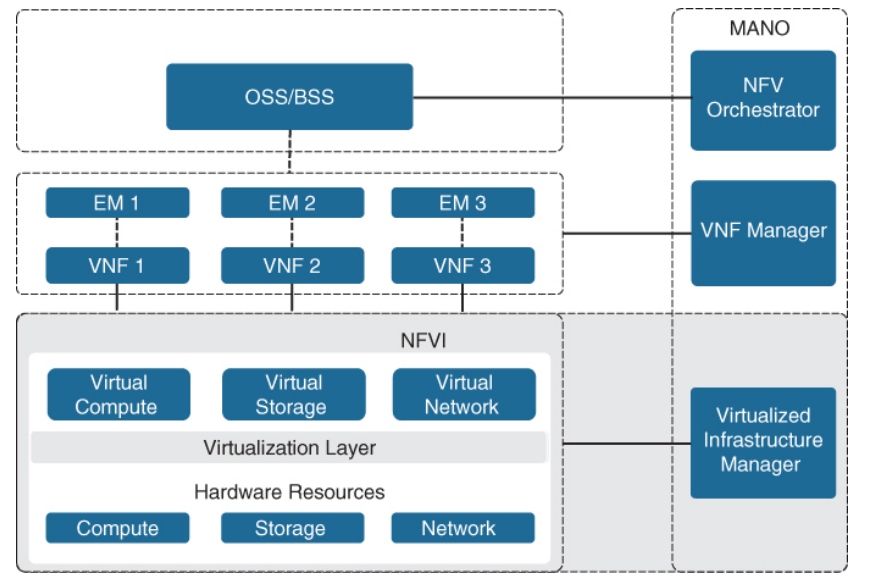 MANO
OSS/BSS
NFV
Orchestrator
EM 1
EM 2
EM 3
VNF 1
VNF 2
VNF 3
VNF Manager
NFVI
Virtual
Compute
Virtual
Storage
Virtual
Network
Virtualization Layer
Hardware Resources
Compute
Storage
Network
Virtualized
Infrastructure
Manager